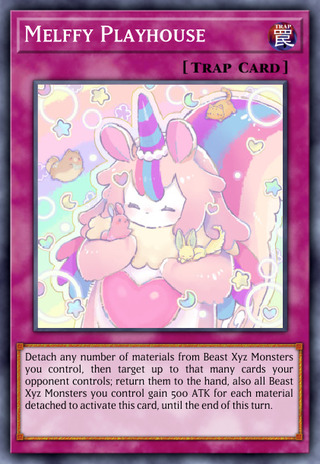 Melffy Playhouse
TRAP
罠
[Trap Card]
Detach any number of materials from Beast Xyz Monsters
you control, then target up to that many cards your
opponent controls; return them to the hand, also all Beast
Xyz Monsters you control gain 500 ATK for each material
detached to activate this card, until the end of this turn.